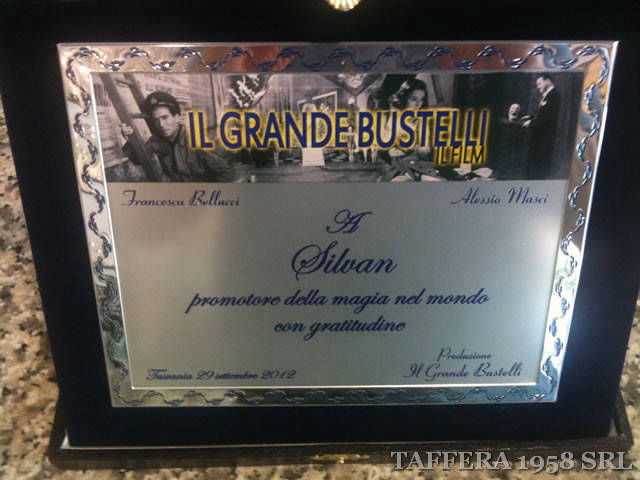 IL GRANDE BUSTELLI
IL FILM
Francesca Bellucci
Alessio Masci
A
Silvan
promotore della magia nel mondo
con gratitudine
Tuscania 29 settembre 2012
Produzione
Il Grande Bustelli
TAFFERA 1958 SRL